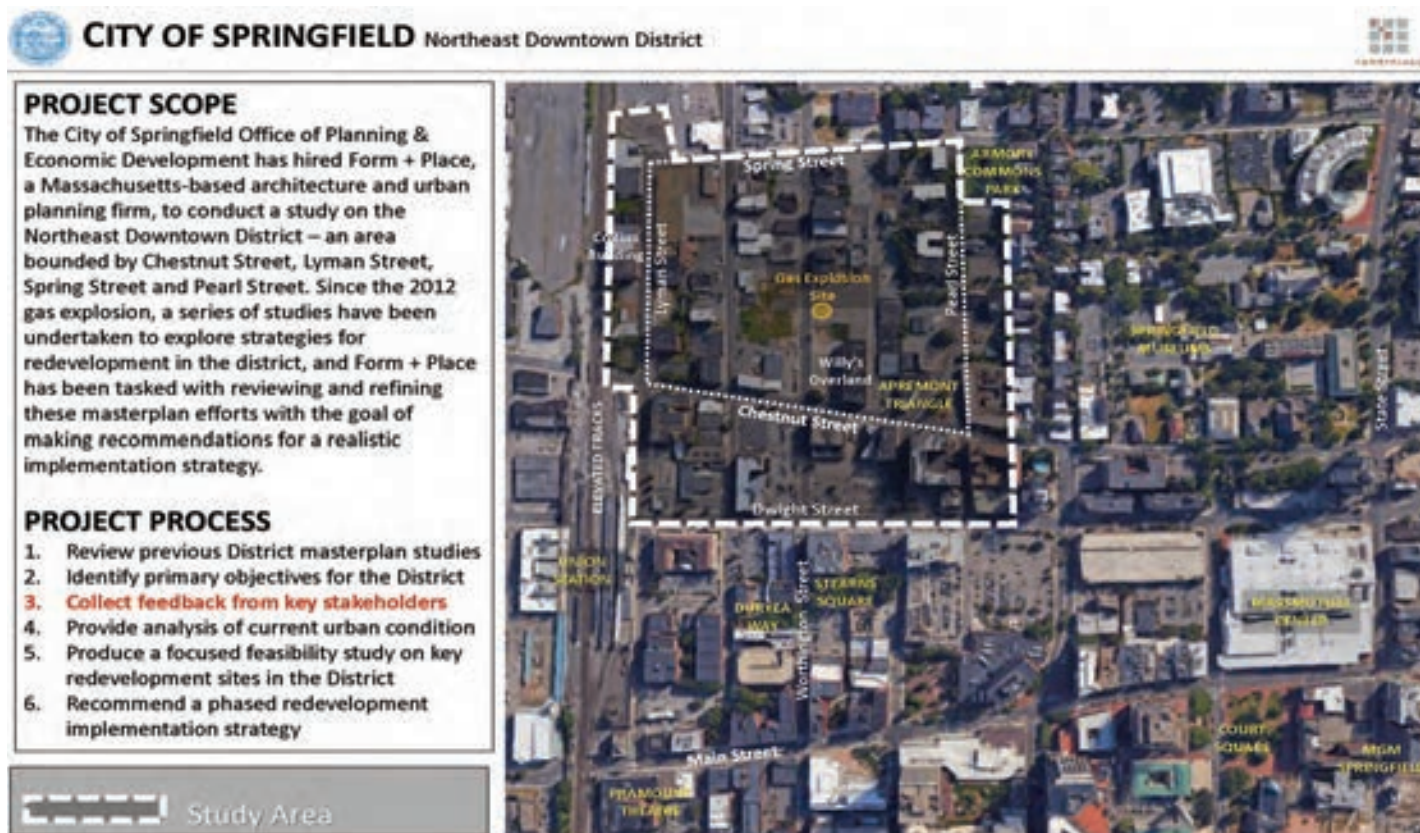 CITY OF SPRINGFIELD Northeast Downtown District
PROJECT SCOPE
The City of Springfield Office of Planning &
Economic Development has hired Form + Place,
a Massachusetts-based architecture and urban
planning firm, to conduct a study on the
Northeast Downtown District – an area
bounded by Chestnut Street, Lyman Street,
Spring Street and Pearl Street. Since the 2012
gas explosion, a series of studies have been
undertaken to explore strategies for
redevelopment in the district, and Form + Place
has been tasked with reviewing and refining
these masterplan efforts with the goal of
making recommendations for a realistic
implementation strategy.
PROJECT PROCESS
1. Review previous District masterplan studies
2. Identify primary objectives for the District
3. Collect feedback from key stakeholders
4. Provide analysis of current urban condition
5. Produce a focused feasibility study on key
redevelopment sites in the District
6. Recommend a phased redevelopment
implementation strategy
Study Area
Spring Street
ARMORY
COMMONS
PARK
Lyman Street
Pearl Street
Gas Explosion
Site
Willy's
Overland
APREMONT
TRIANGLE
Chestnut Street
SPRINGFIELD
MUSEUMS
State Street
ELEVATED TRACKS
Dwight Street
UNION
STATION
DURYEA
WAY
Worthington Street
STEARNS
SQUARE
MASSMUTUAL
CENTER
Main Street
COURT
SQUARE
MGM
SPRINGFIELD
PRAMOUNT
THEATRE